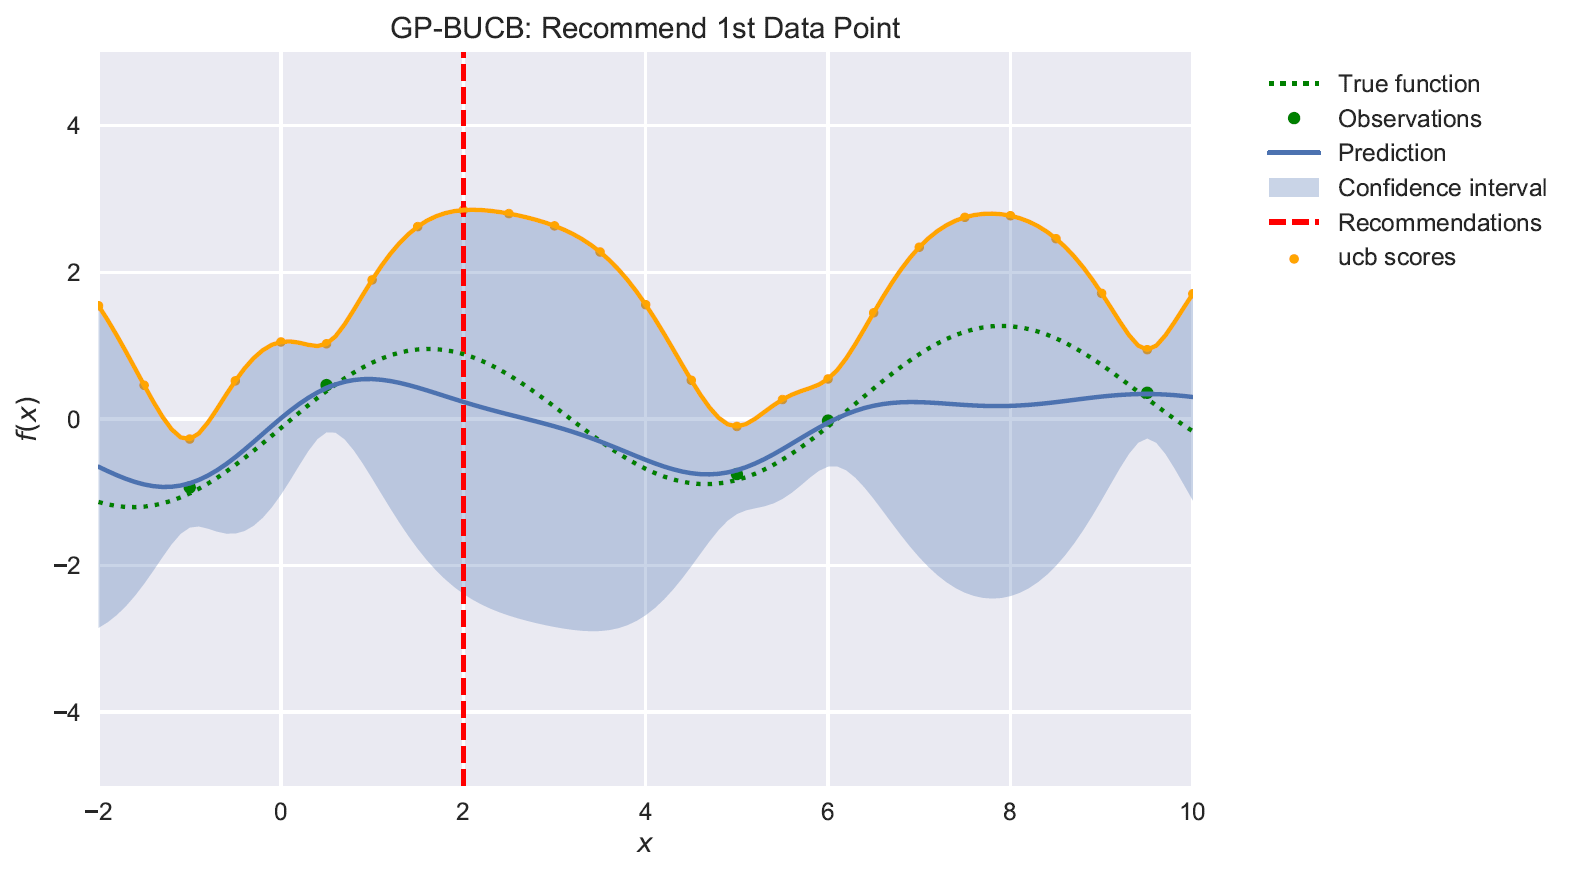 GP-BUCB: Recommend 1st Data Point
True function
Observations
Prediction
Confidence interval
Recommendations
ucb scores
4
2
0
−2
−4
f(x)
−2 0 2 4 6 8 10
x